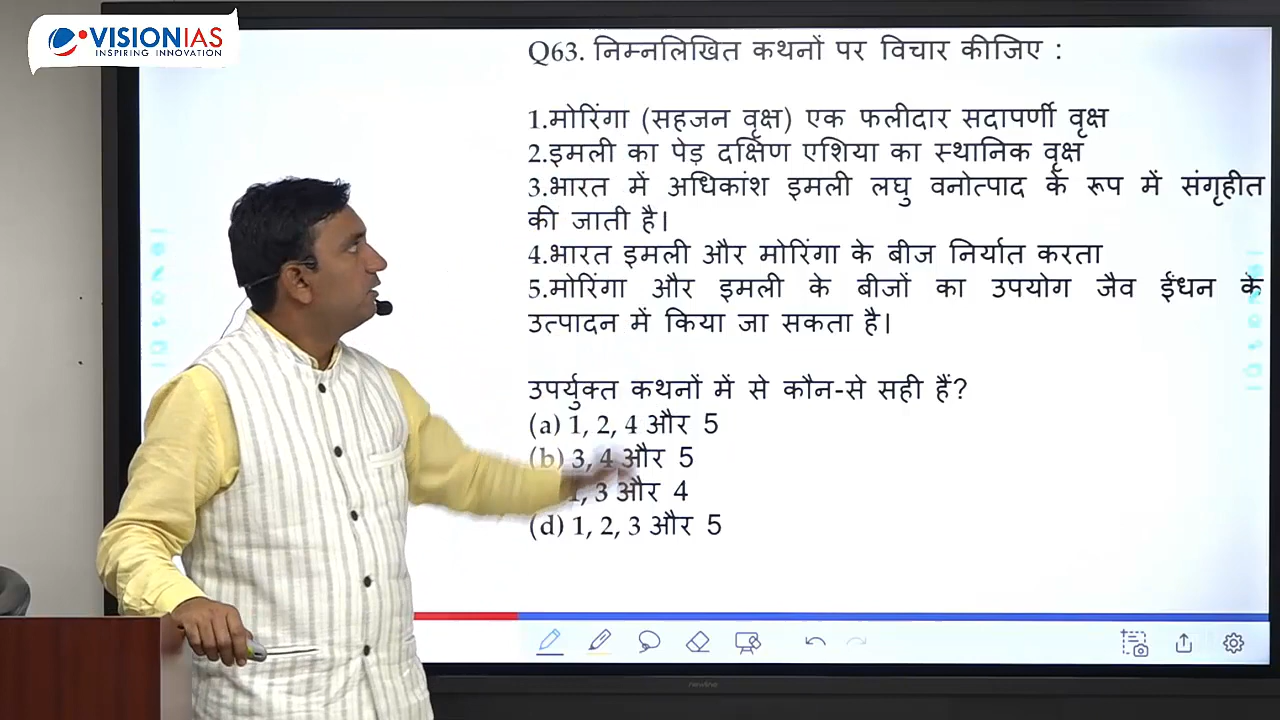 VISIONIAS
INSPIRING INNOVATION
Q63. निम्नलिखित कथनों पर विचार कीजिए :
1.मोरिंगा (सहजन वृक्ष) एक फलीदार सदापर्णी वृक्ष
2.इमली का पेड़ दक्षिण एशिया का स्थानिक वृक्ष
3.भारत में अधिकांश इमली लघु वनोत्पाद के रूप में संगृहीत
की जाती है।
4.भारत इमली और मोरिंगा के बीज निर्यात करता
5.मोरिंगा और इमली के बीजों का उपयोग जैव ईंधन के
उत्पादन में किया जा सकता है।
उपर्युक्त कथनों में से कौन-से सही हैं?
(a) 1, 2, 4 और 5
(b) 3, 4 और 5
1, 3 और 4
(d) 1, 2, 3 और 5
newline